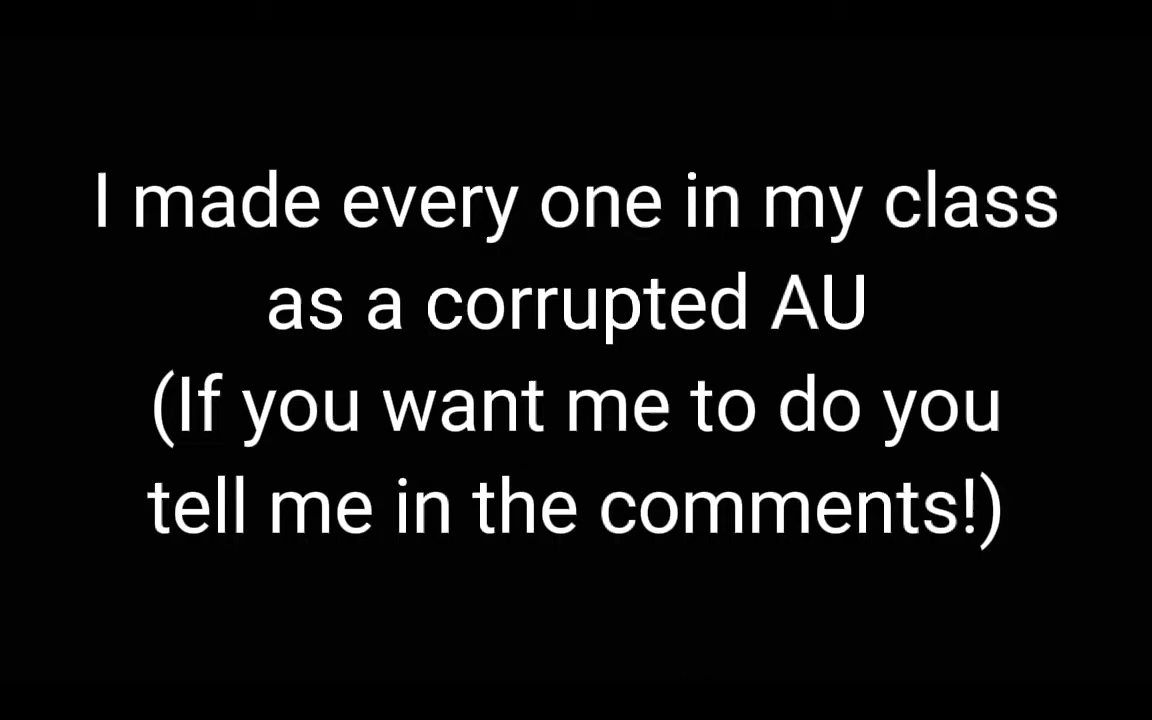 I made every one in my class
as a corrupted AU
(If you want me to do you
tell me in the comments!)